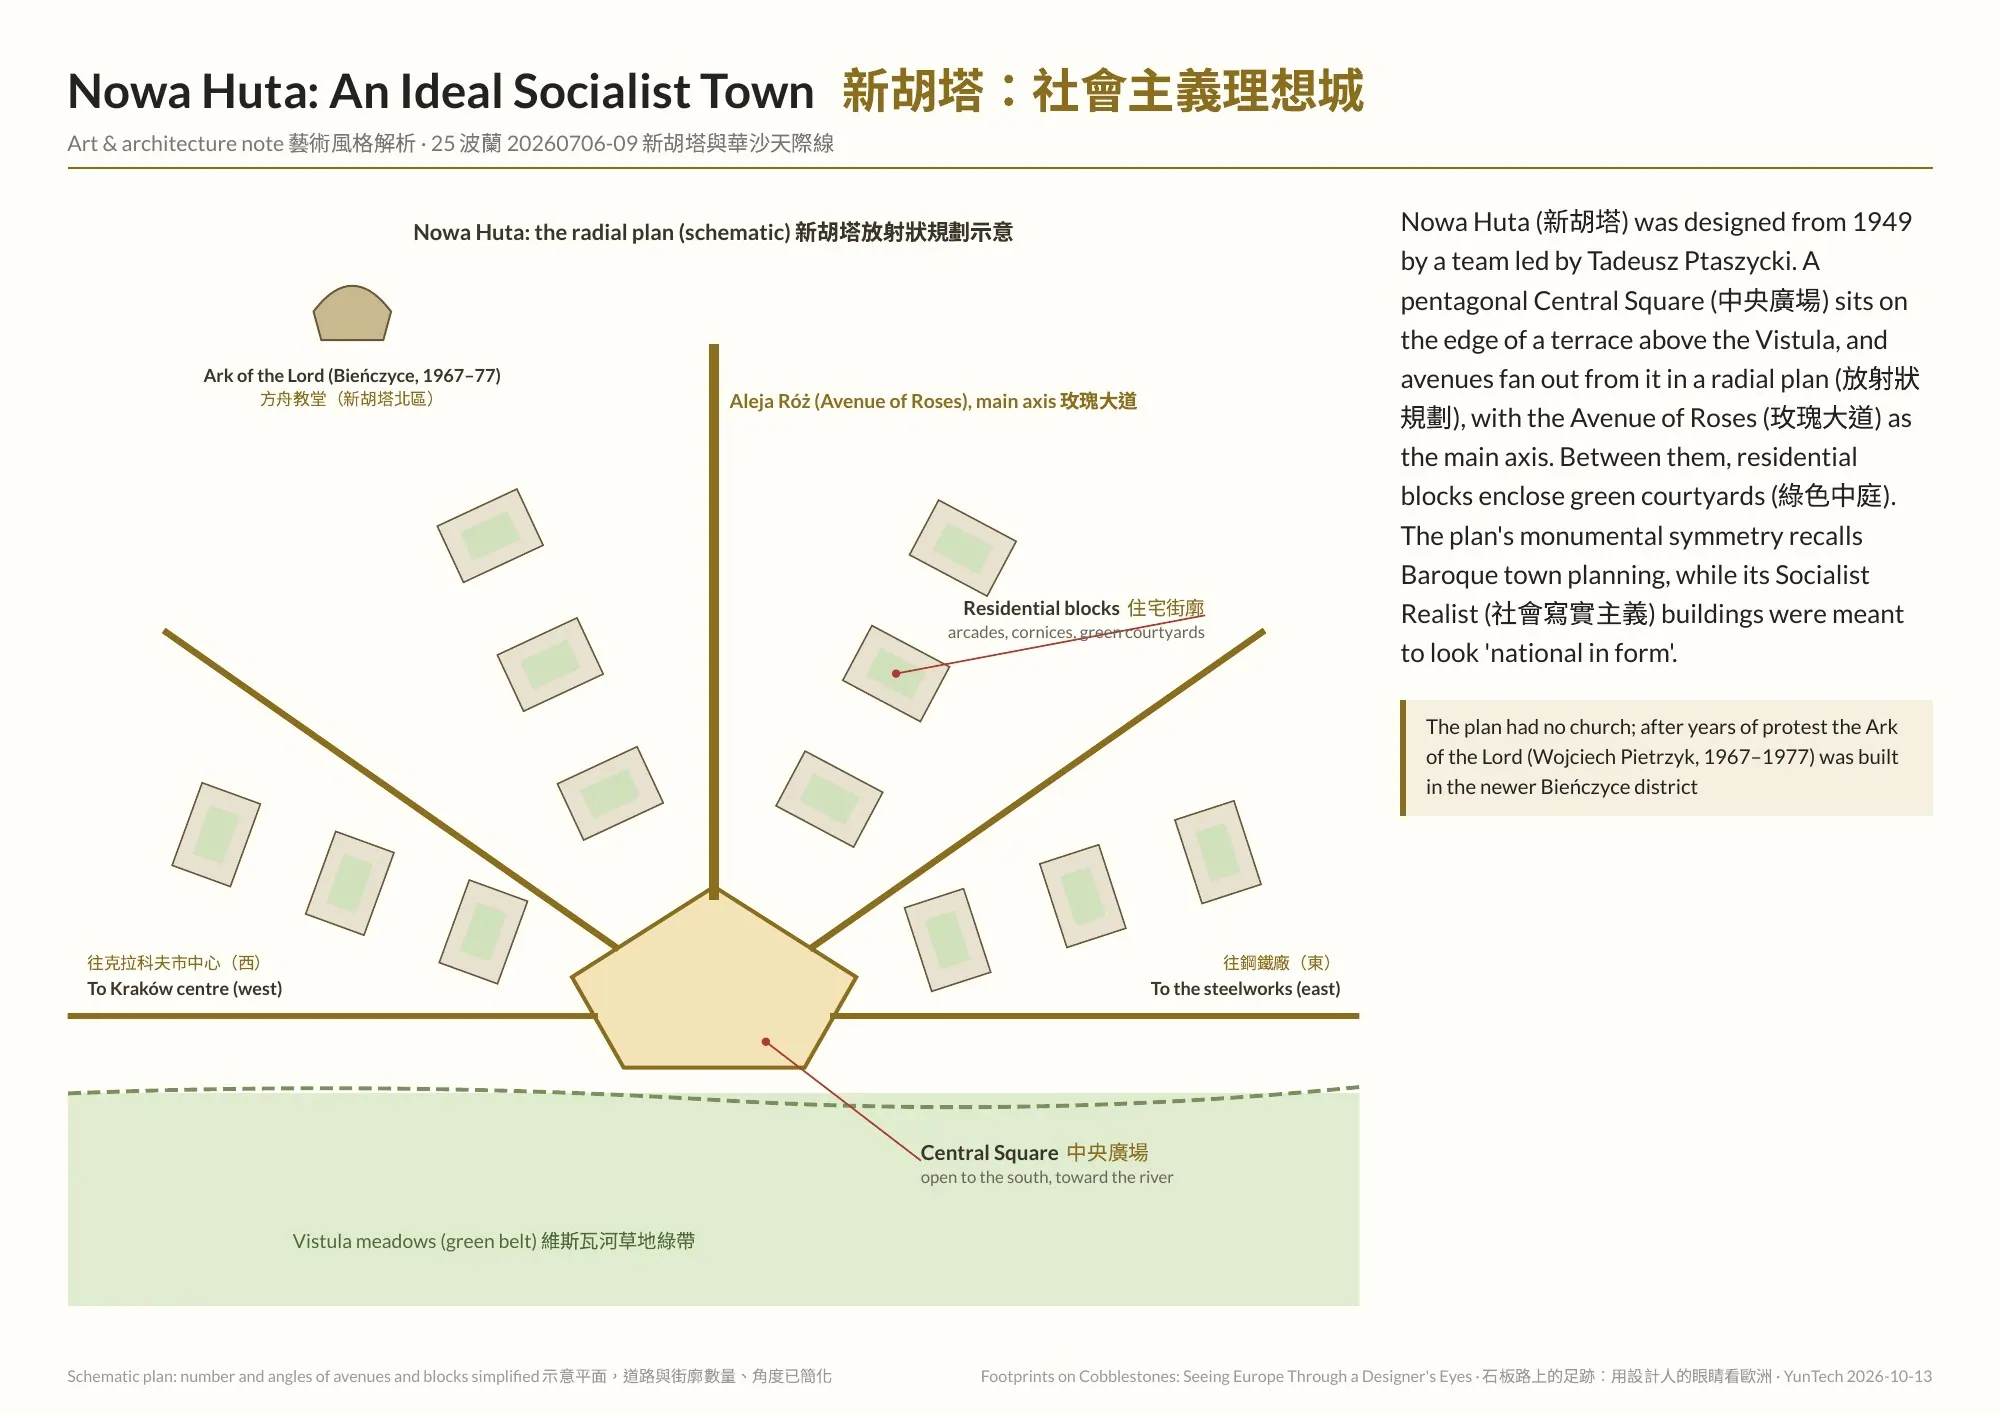 Nowa Huta: An Ideal Socialist Town 新胡塔：社會主義理想城
Art & architecture note 藝術風格解析 · 25 波蘭 20260706-09 新胡塔與華沙天際線
Nowa Huta: the radial plan (schematic) 新胡塔放射狀規劃示意
Ark of the Lord (Bieńczyce, 1967–77)
方舟教堂（新胡塔北區）
Aleja Róż (Avenue of Roses), main axis 玫瑰大道
Residential blocks 住宅街廓
arcades, cornices, green courtyards
往克拉科夫市中心（西）
To Kraków centre (west)
往鋼鐵廠（東）
To the steelworks (east)
Central Square 中央廣場
open to the south, toward the river
Vistula meadows (green belt) 維斯瓦河草地綠帶
Nowa Huta (新胡塔) was designed from 1949
by a team led by Tadeusz Ptaszycki. A
pentagonal Central Square (中央廣場) sits on
the edge of a terrace above the Vistula, and
avenues fan out from it in a radial plan (放射狀
規劃), with the Avenue of Roses (玫瑰大道) as
the main axis. Between them, residential
blocks enclose green courtyards (綠色中庭).
The plan's monumental symmetry recalls
Baroque town planning, while its Socialist
Realist (社會寫實主義) buildings were meant
to look 'national in form'.
The plan had no church; after years of protest the Ark
of the Lord (Wojciech Pietrzyk, 1967–1977) was built
in the newer Bieńczyce district
Schematic plan: number and angles of avenues and blocks simplified 示意平面，道路與街廓數量、角度已簡化
Footprints on Cobblestones: Seeing Europe Through a Designer's Eyes · 石板路上的足跡：用設計人的眼睛看歐洲 · YunTech 2026-10-13